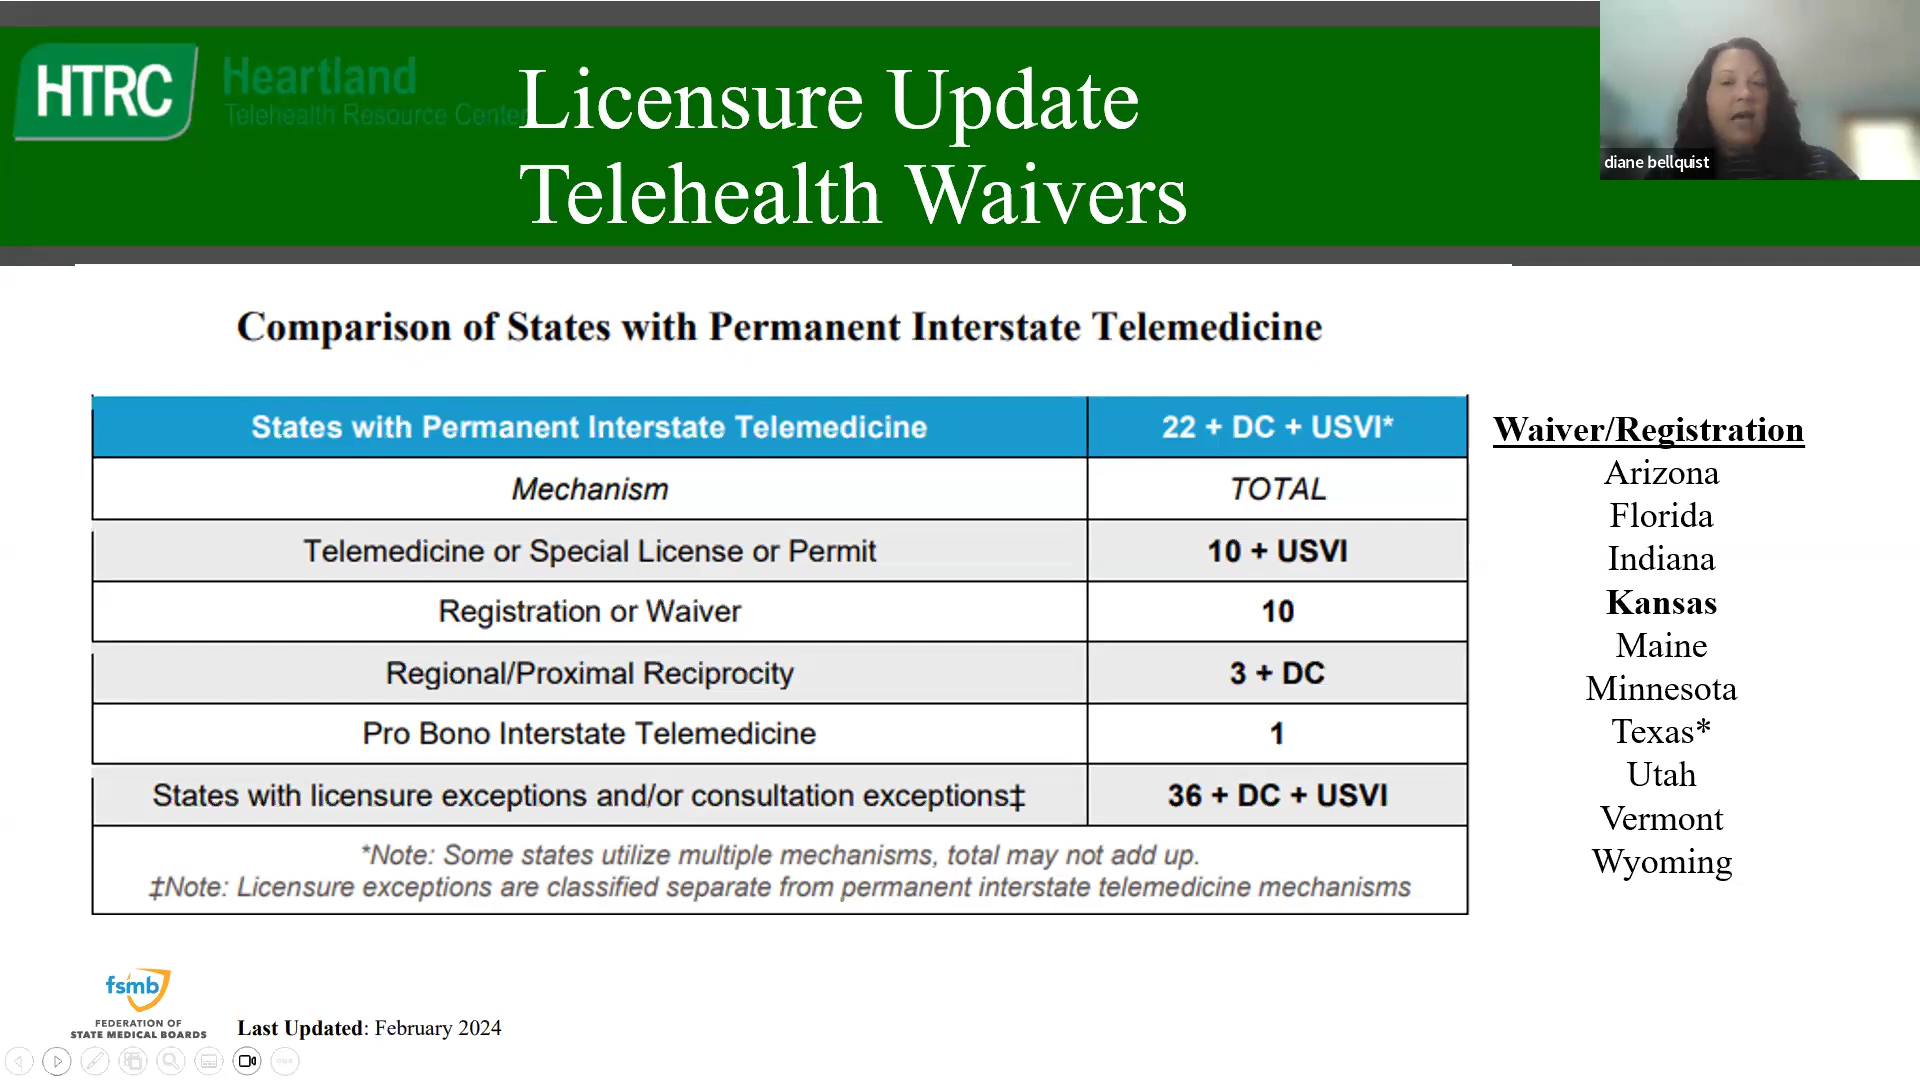 HTRC
Heartland
Telehealth Resource Center
Licensure Update
Telehealth Waivers
diane bellquist
Comparison of States with Permanent Interstate Telemedicine
States with Permanent Interstate Telemedicine 22 + DC + USVI*
Mechanism TOTAL
Telemedicine or Special License or Permit 10 + USVI
Registration or Waiver 10
Regional/Proximal Reciprocity 3 + DC
Pro Bono Interstate Telemedicine 1
States with licensure exceptions and/or consultation exceptions‡ 36 + DC + USVI
*Note: Some states utilize multiple mechanisms, total may not add up.
‡Note: Licensure exceptions are classified separate from permanent interstate telemedicine mechanisms
Waiver/Registration
Arizona
Florida
Indiana
Kansas
Maine
Minnesota
Texas*
Utah
Vermont
Wyoming
fsmb
FEDERATION OF
STATE MEDICAL BOARDS
Last Updated: February 2024